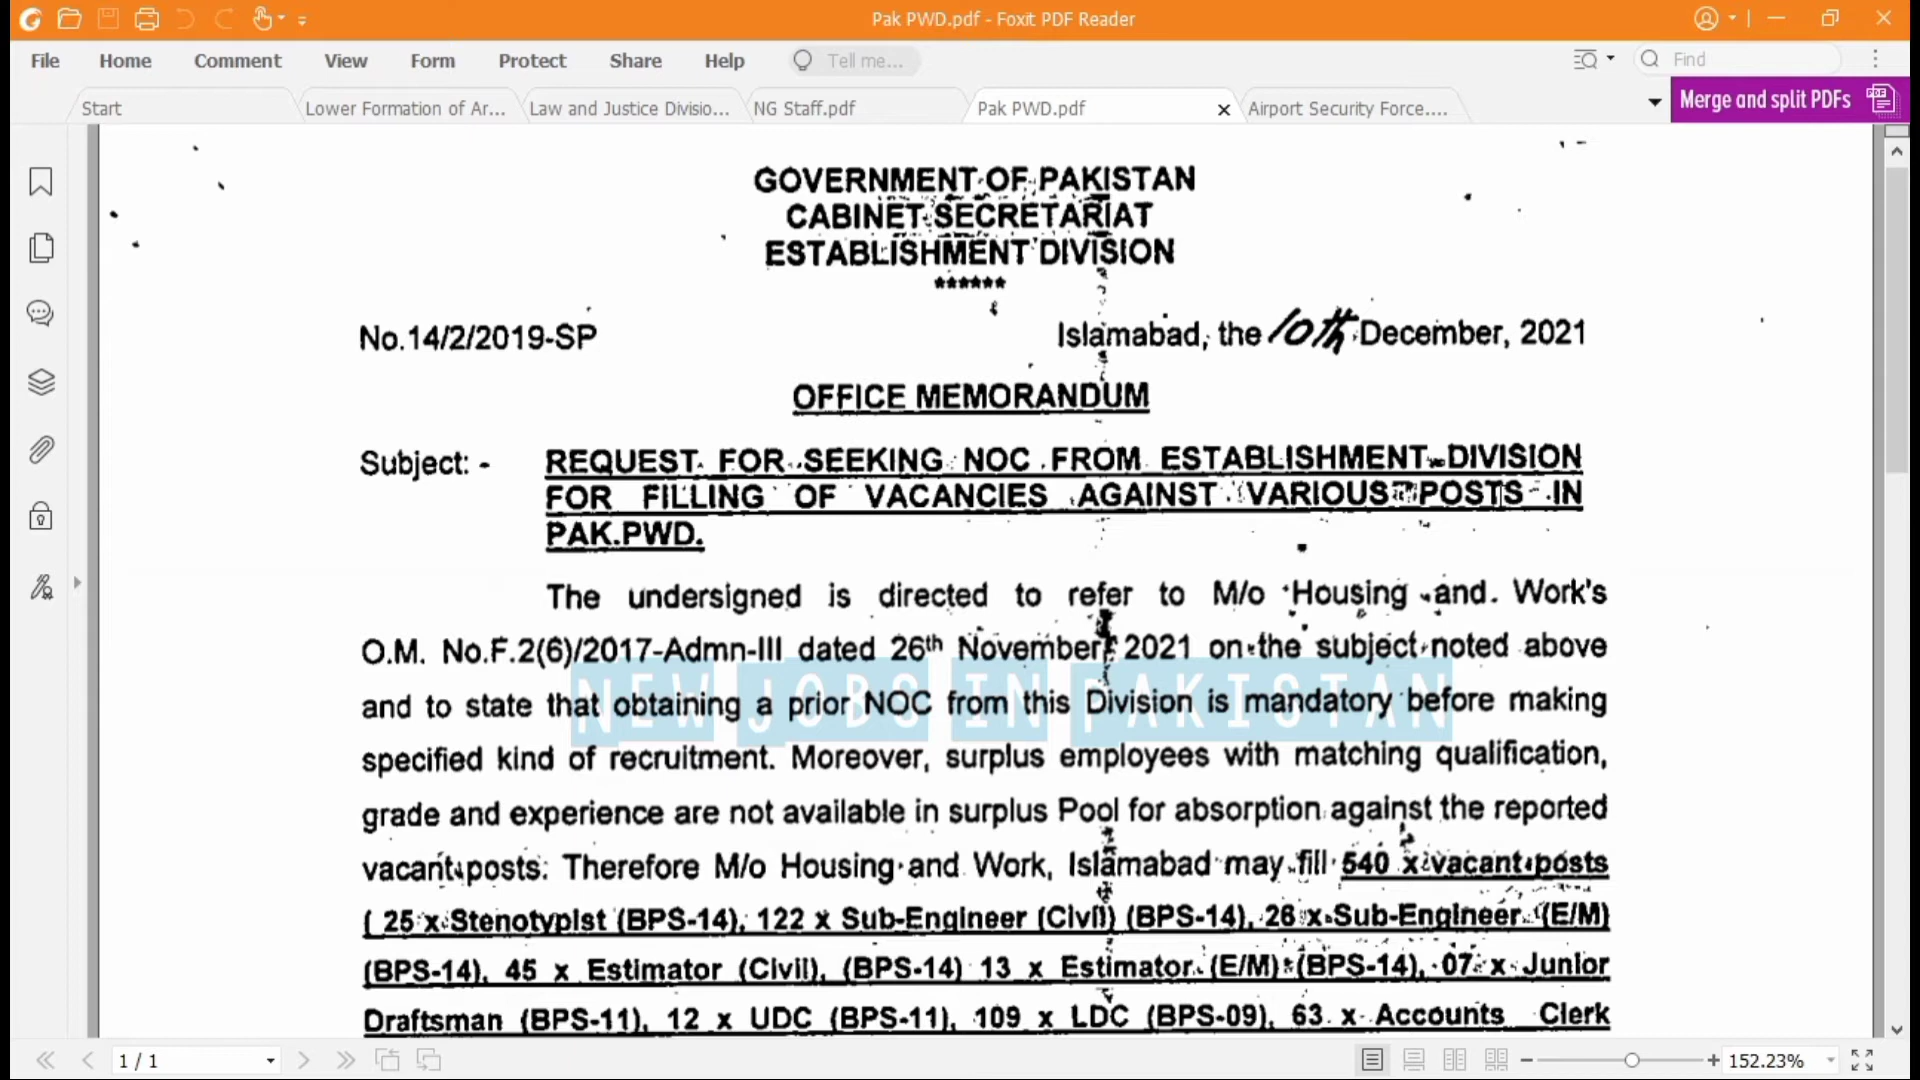 Pak PWD.pdf - Foxit PDF Reader
File Home Comment View Form Protect Share Help Tell me... Find
Start Lower Formation of Ar... Law and Justice Divisio... NG Staff.pdf Pak PWD.pdf Airport Security Force.... Merge and split PDFs
GOVERNMENT OF PAKISTAN
CABINET SECRETARIAT
ESTABLISHMENT DIVISION
******
No.14/2/2019-SP Islamabad, the 10th December, 2021
OFFICE MEMORANDUM
Subject: - REQUEST FOR SEEKING NOC FROM ESTABLISHMENT DIVISION
FOR FILLING OF VACANCIES AGAINST VARIOUS POSTS IN
PAK.PWD.
The undersigned is directed to refer to M/o Housing and Work's
O.M. No.F.2(6)/2017-Admn-III dated 26th November, 2021 on the subject noted above
and to state that obtaining a prior NOC from this Division is mandatory before making
NEW JOBS IN PAKISTAN
specified kind of recruitment. Moreover, surplus employees with matching qualification,
grade and experience are not available in surplus Pool for absorption against the reported
vacant posts. Therefore M/o Housing and Work, Islamabad may fill 540 x vacant posts
( 25 x Stenotypist (BPS-14), 122 x Sub-Engineer (Civil) (BPS-14), 26 x Sub-Engineer (E/M)
(BPS-14), 45 x Estimator (Civil), (BPS-14) 13 x Estimator (E/M) (BPS-14), 07 x Junior
Draftsman (BPS-11), 12 x UDC (BPS-11), 109 x LDC (BPS-09), 63 x Accounts Clerk
1 / 1 152.23%